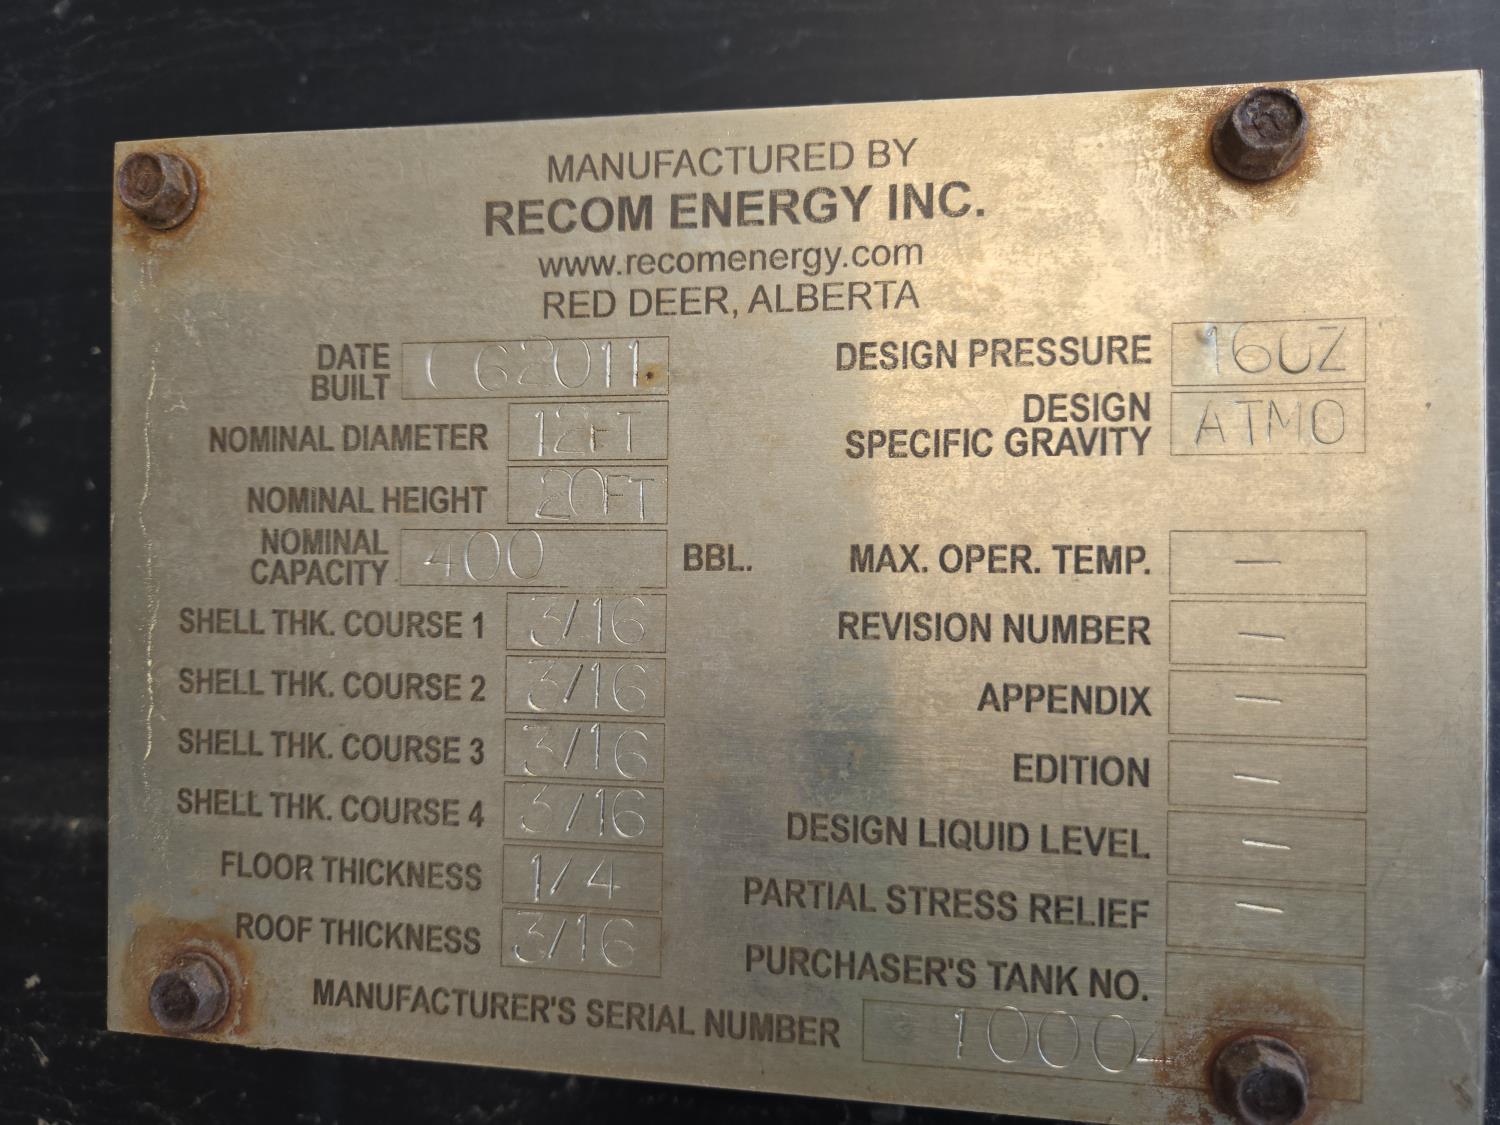 MANUFACTURED BY
RECOM ENERGY INC.
www.recomenergy.com
RED DEER, ALBERTA
DATE BUILT
NOMINAL DIAMETER 12FT
NOMINAL HEIGHT 20FT
NOMINAL CAPACITY 400 BBL.
SHELL THK. COURSE 1 3/16
SHELL THK. COURSE 2 3/16
SHELL THK. COURSE 3 3/16
SHELL THK. COURSE 4 3/16
FLOOR THICKNESS 1/4
ROOF THICKNESS 3/16
DESIGN PRESSURE 16OZ
DESIGN
SPECIFIC GRAVITY ATMO
MAX. OPER. TEMP. —
REVISION NUMBER —
APPENDIX —
EDITION —
DESIGN LIQUID LEVEL —
PARTIAL STRESS RELIEF —
PURCHASER'S TANK NO.
MANUFACTURER'S SERIAL NUMBER